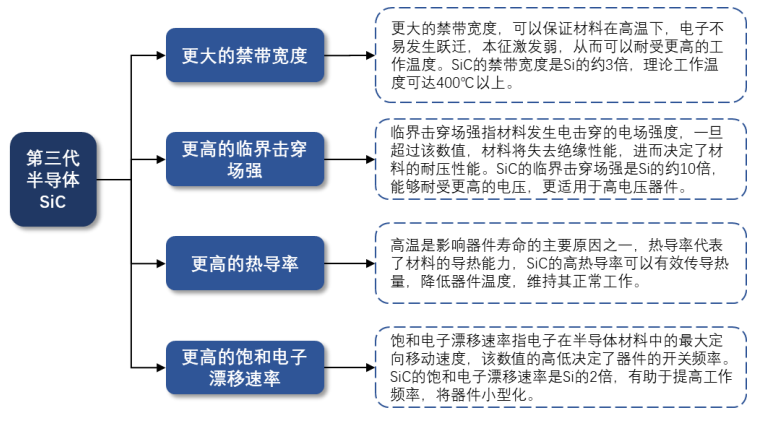 第三代
半导体
SiC
更大的禁带宽度
更大的禁带宽度，可以保证材料在高温下，电子不
易发生跃迁，本征激发弱，从而可以耐受更高的工
作温度。SiC的禁带宽度是Si的约3倍，理论工作温
度可达400℃以上。
更高的临界击穿
场强
临界击穿场强指材料发生电击穿的电场强度，一旦
超过该数值，材料将失去绝缘性能，进而决定了材
料的耐压性能。SiC的临界击穿场强是Si的约10倍，
能够耐受更高的电压，更适用于高电压器件。
更高的热导率
高温是影响器件寿命的主要原因之一，热导率代表
了材料的导热能力，SiC的高热导率可以有效传导热
量，降低器件温度，维持其正常工作。
更高的饱和电子
漂移速率
饱和电子漂移速率指电子在半导体材料中的最大定
向移动速度，该数值的高低决定了器件的开关频率。
SiC的饱和电子漂移速率是Si的2倍，有助于提高工作
频率，将器件小型化。